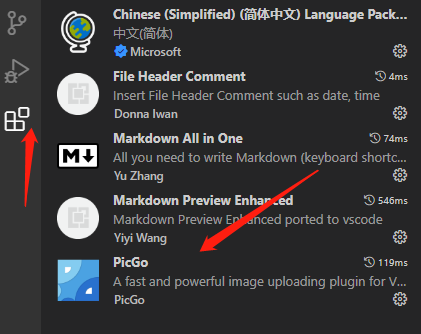 Chinese (Simplified) (简体中文) Language Pack...
中文(简体)
Microsoft
File Header Comment 4ms
Insert File Header Comment such as date, time
Donna Iwan
Markdown All in One 74ms
M
All you need to write Markdown (keyboard shortc...
Yu Zhang
Markdown Preview Enhanced 546ms
Markdown Preview Enhanced ported to vscode
Yiyi Wang
PicGo 119ms
A fast and powerful image uploading plugin for V...
PicGo